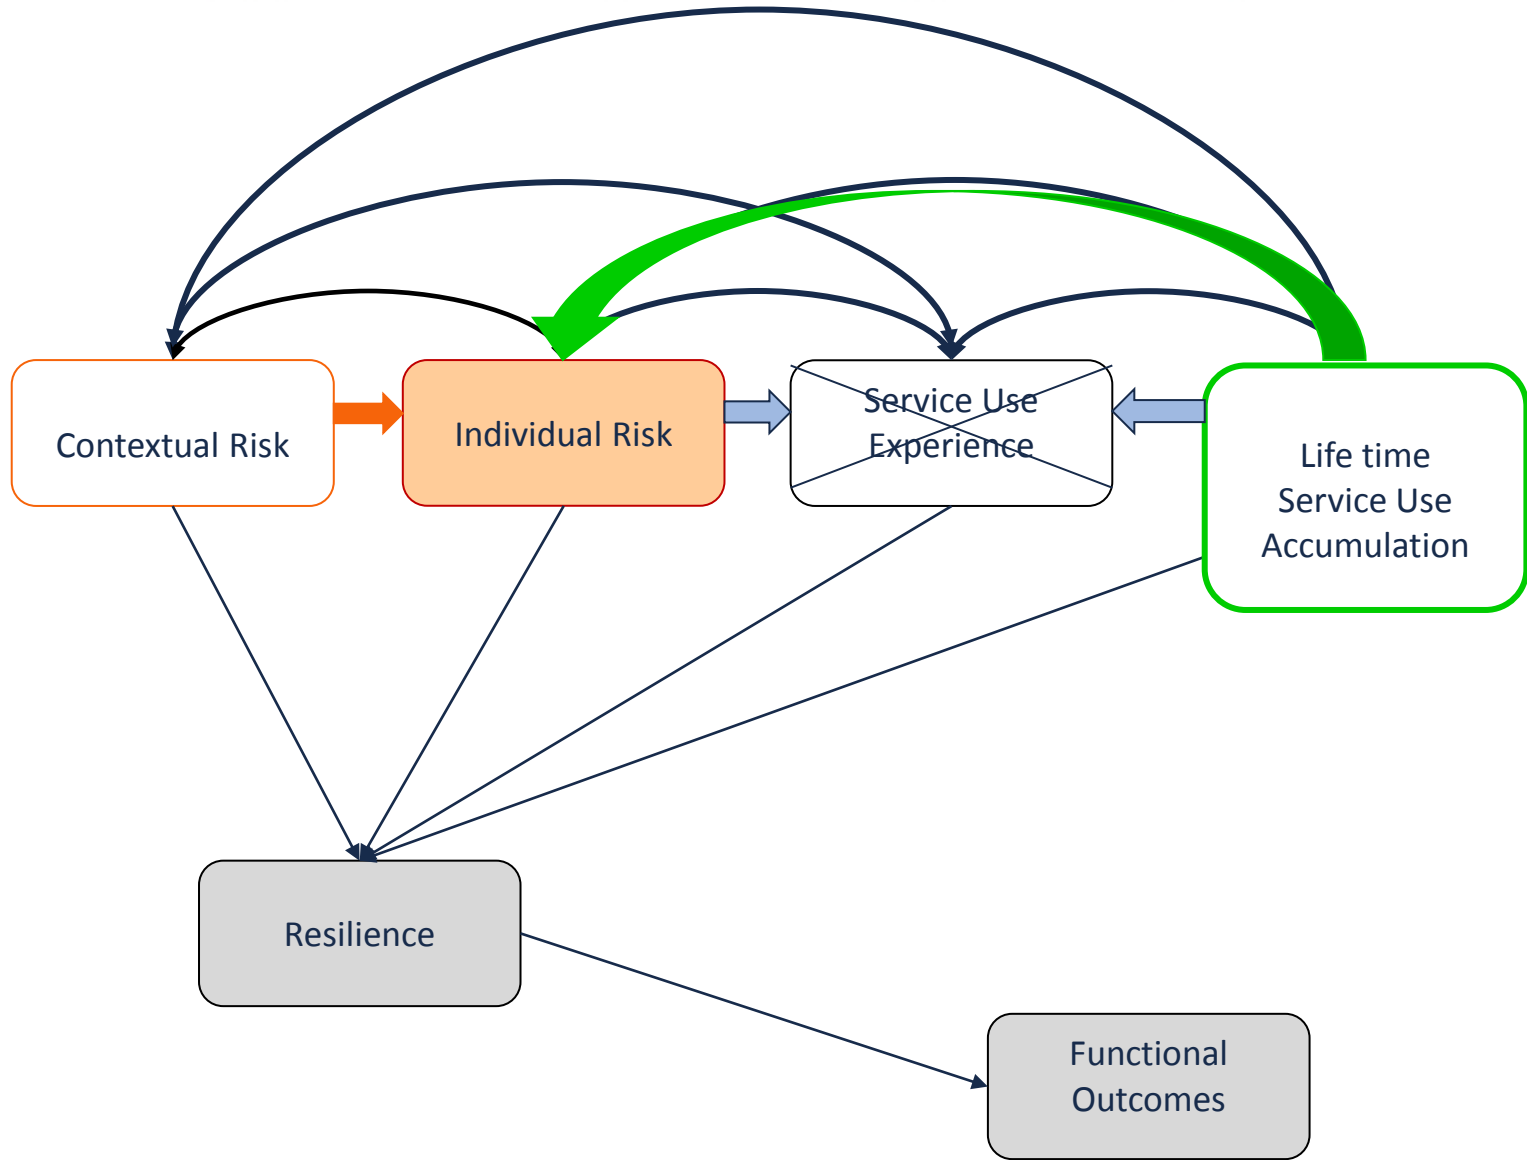 Contextual Risk
Individual Risk
Service Use
Experience
Life time
Service Use
Accumulation
Resilience
Functional
Outcomes